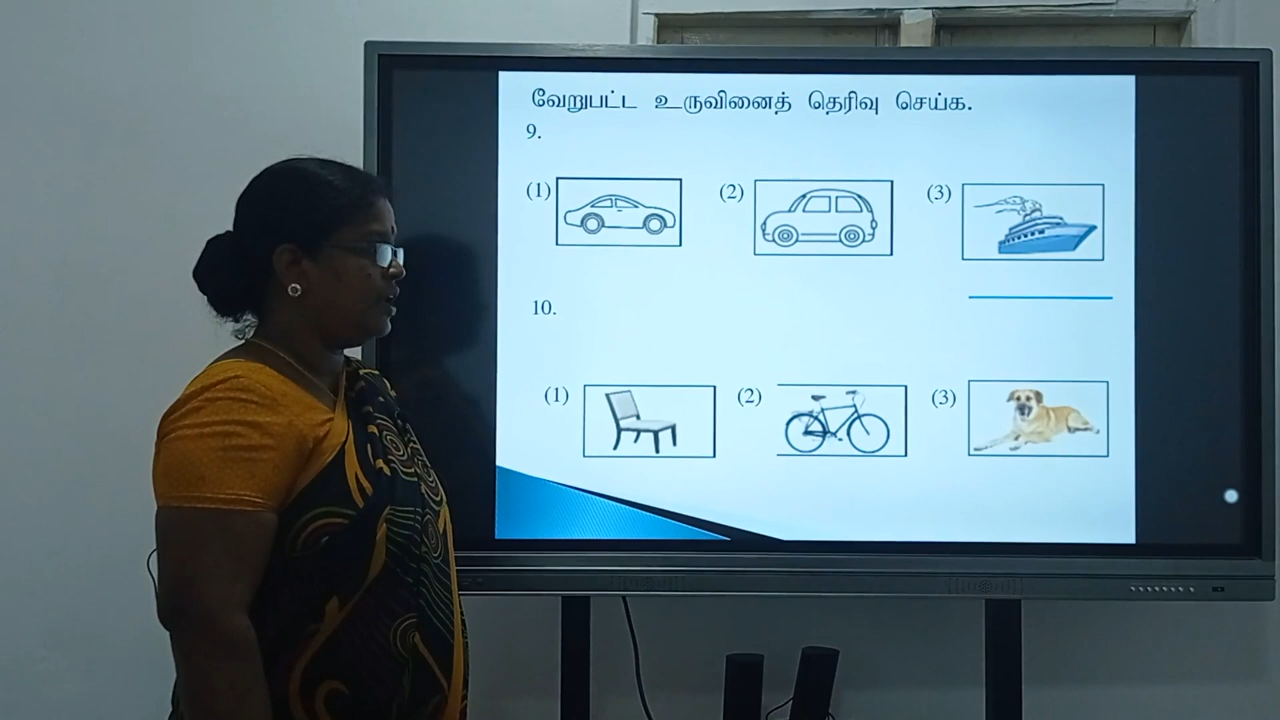 வேறுபட்ட உருவினைத் தெரிவு செய்க.
9.
(1) (2) (3)
10.
(1) (2) (3)